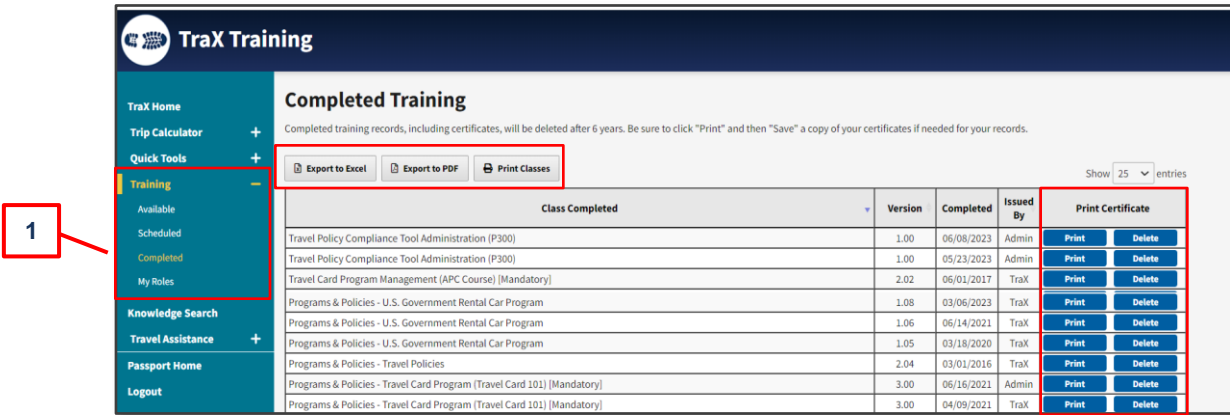 TraX Training
TraX Home
Trip Calculator +
Quick Tools +
Training −
Available
Scheduled
Completed
My Roles
Knowledge Search
Travel Assistance +
Passport Home
Logout
1
Completed Training
Completed training records, including certificates, will be deleted after 6 years. Be sure to click "Print" and then "Save" a copy of your certificates if needed for your records.
Export to Excel Export to PDF Print Classes
Show 25 entries
Class Completed Version Completed Issued By Print Certificate
Travel Policy Compliance Tool Administration (P300) 1.00 06/08/2023 Admin Print Delete
Travel Policy Compliance Tool Administration (P300) 1.00 05/23/2023 Admin Print Delete
Travel Card Program Management (APC Course) [Mandatory] 2.02 06/01/2017 TraX Print Delete
Programs & Policies - U.S. Government Rental Car Program 1.08 03/06/2023 TraX Print Delete
Programs & Policies - U.S. Government Rental Car Program 1.06 06/14/2021 TraX Print Delete
Programs & Policies - U.S. Government Rental Car Program 1.05 03/18/2020 TraX Print Delete
Programs & Policies - Travel Policies 2.04 03/01/2016 TraX Print Delete
Programs & Policies - Travel Card Program (Travel Card 101) [Mandatory] 3.00 06/16/2021 Admin Print Delete
Programs & Policies - Travel Card Program (Travel Card 101) [Mandatory] 3.00 04/09/2021 TraX Print Delete